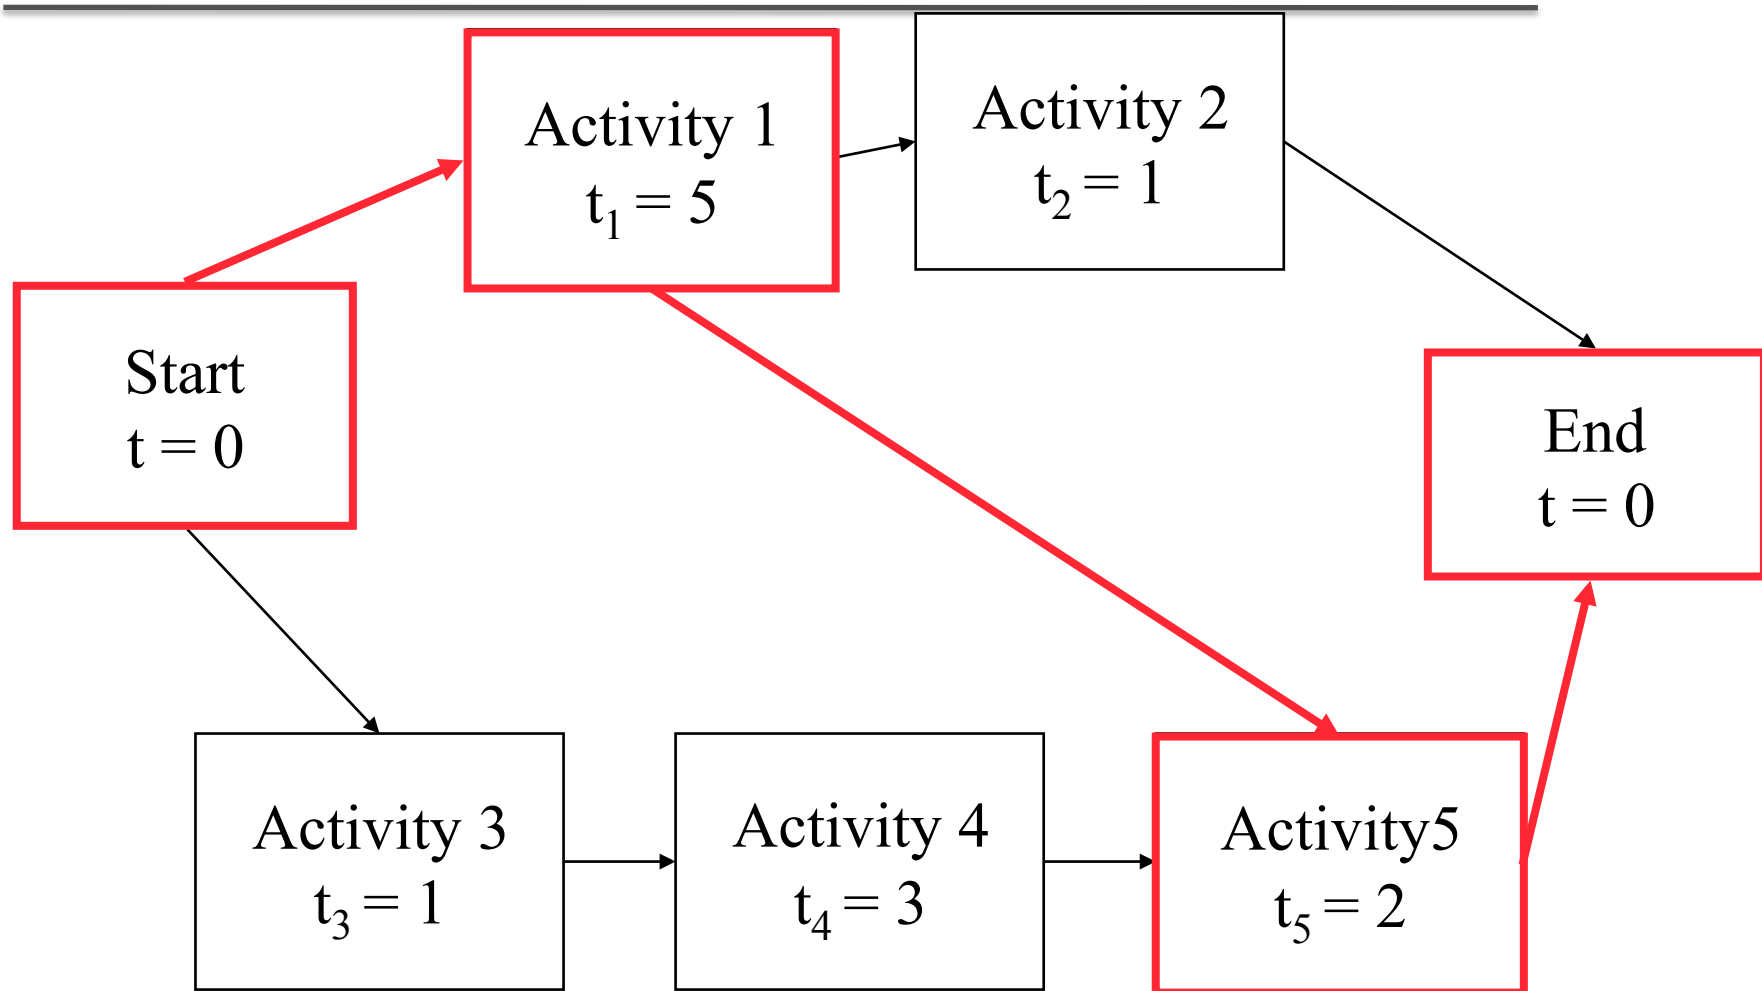 Activity 1
t1 = 5
Activity 2
t2 = 1
Start
t = 0
End
t = 0
Activity 3
t3 = 1
Activity 4
t4 = 3
Activity5
t5 = 2